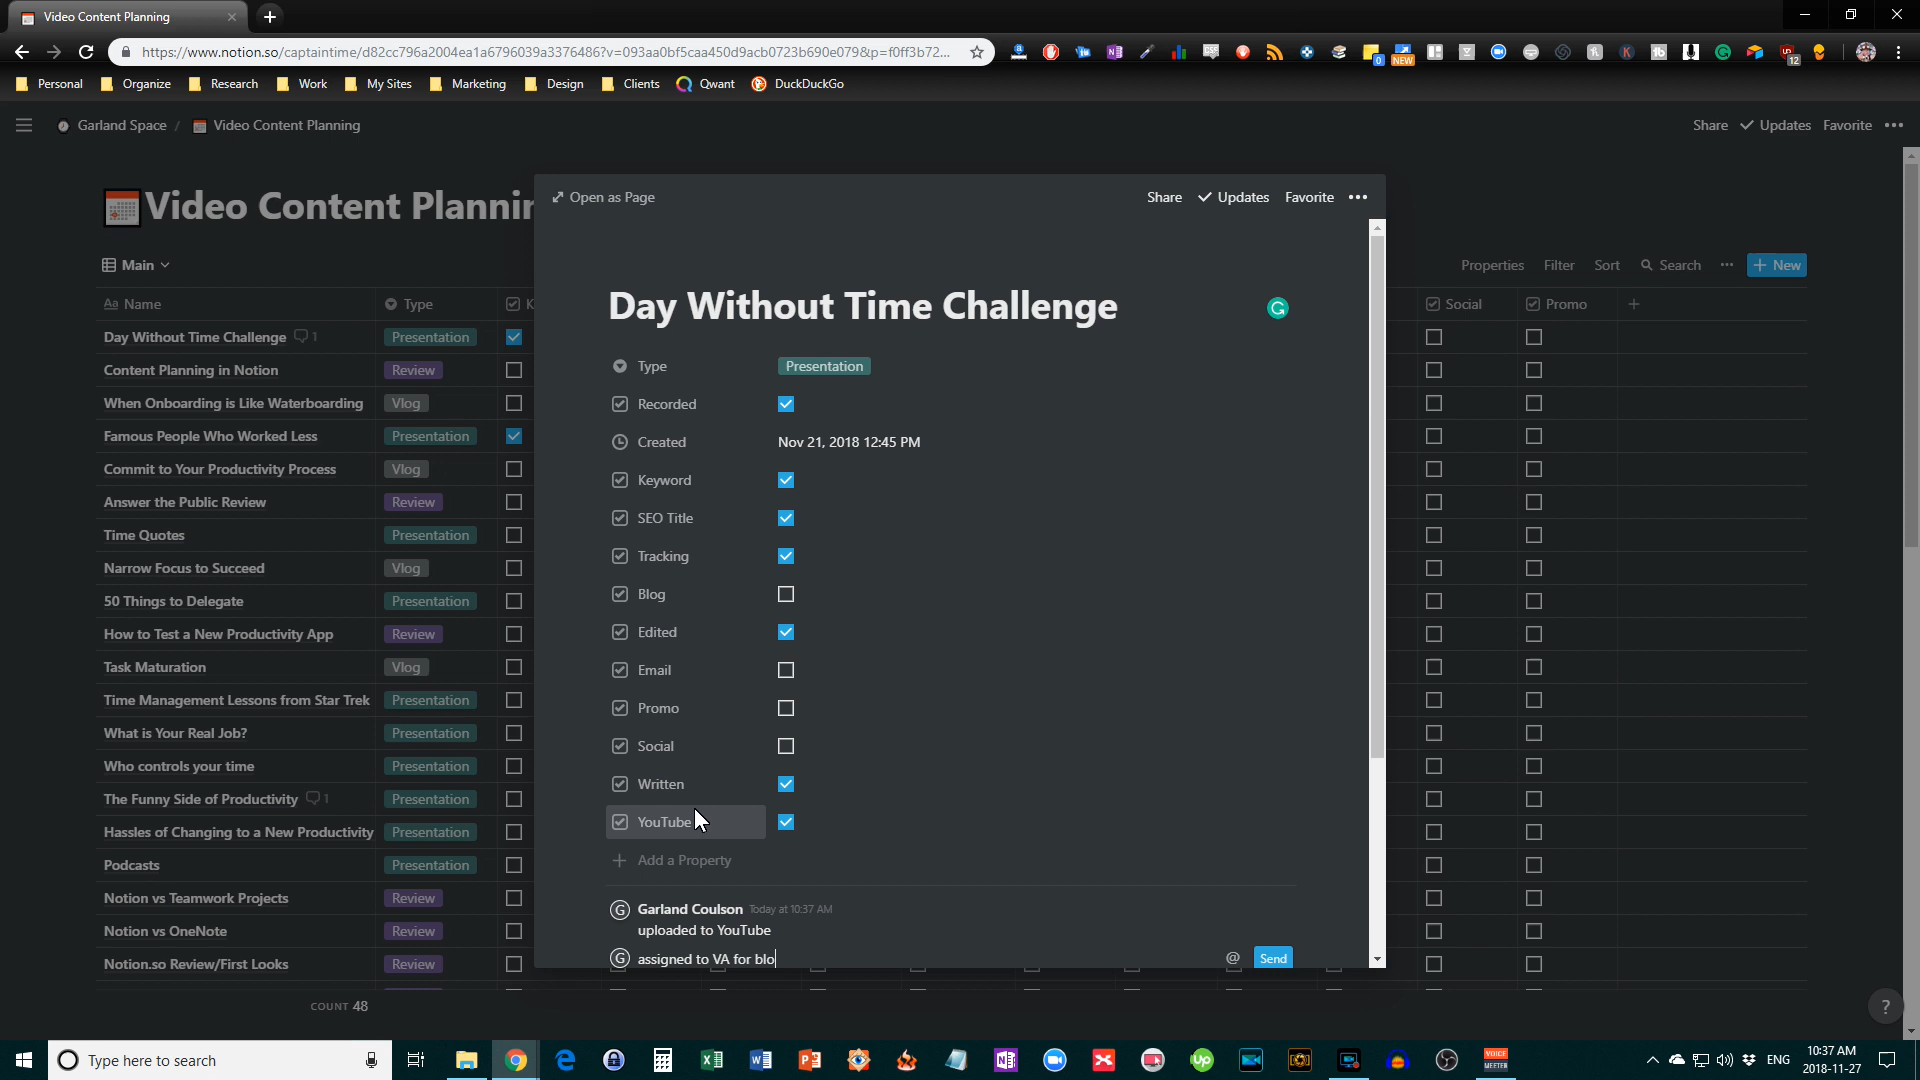 Video Content Planning
https://www.notion.so/captaintime/d82cc796a2004ea1a6796039a3376486?v=093aa0bf5caa450d9acb0723b690e079&p=f0ff3b72...
0
NEW
12
Personal
Organize
Research
Work
My Sites
Marketing
Design
Clients
Qwant
DuckDuckGo
Garland Space / Video Content Planning
Share Updates Favorite
Video Content Plannin
Main
Properties Filter Sort Search New
Aa Name Type K Social Promo
Day Without Time Challenge 1 Presentation
Content Planning in Notion Review
When Onboarding is Like Waterboarding Vlog
Famous People Who Worked Less Presentation
Commit to Your Productivity Process Vlog
Answer the Public Review Review
Time Quotes Presentation
Narrow Focus to Succeed Vlog
50 Things to Delegate Presentation
How to Test a New Productivity App Review
Task Maturation Vlog
Time Management Lessons from Star Trek Presentation
What is Your Real Job? Presentation
Who controls your time Presentation
The Funny Side of Productivity 1 Presentation
Hassles of Changing to a New Productivity Presentation
Podcasts Presentation
Notion vs Teamwork Projects Review
Notion vs OneNote Review
Notion.so Review/First Looks Review
COUNT 48
Open as Page
Share Updates Favorite
Day Without Time Challenge
Type Presentation
Recorded
Created Nov 21, 2018 12:45 PM
Keyword
SEO Title
Tracking
Blog
Edited
Email
Promo
Social
Written
YouTube
Add a Property
G Garland Coulson Today at 10:37 AM
uploaded to YouTube
G assigned to VA for blo @ Send
?
Type here to search
ENG
10:37 AM
2018-11-27
VOICE
MEETER